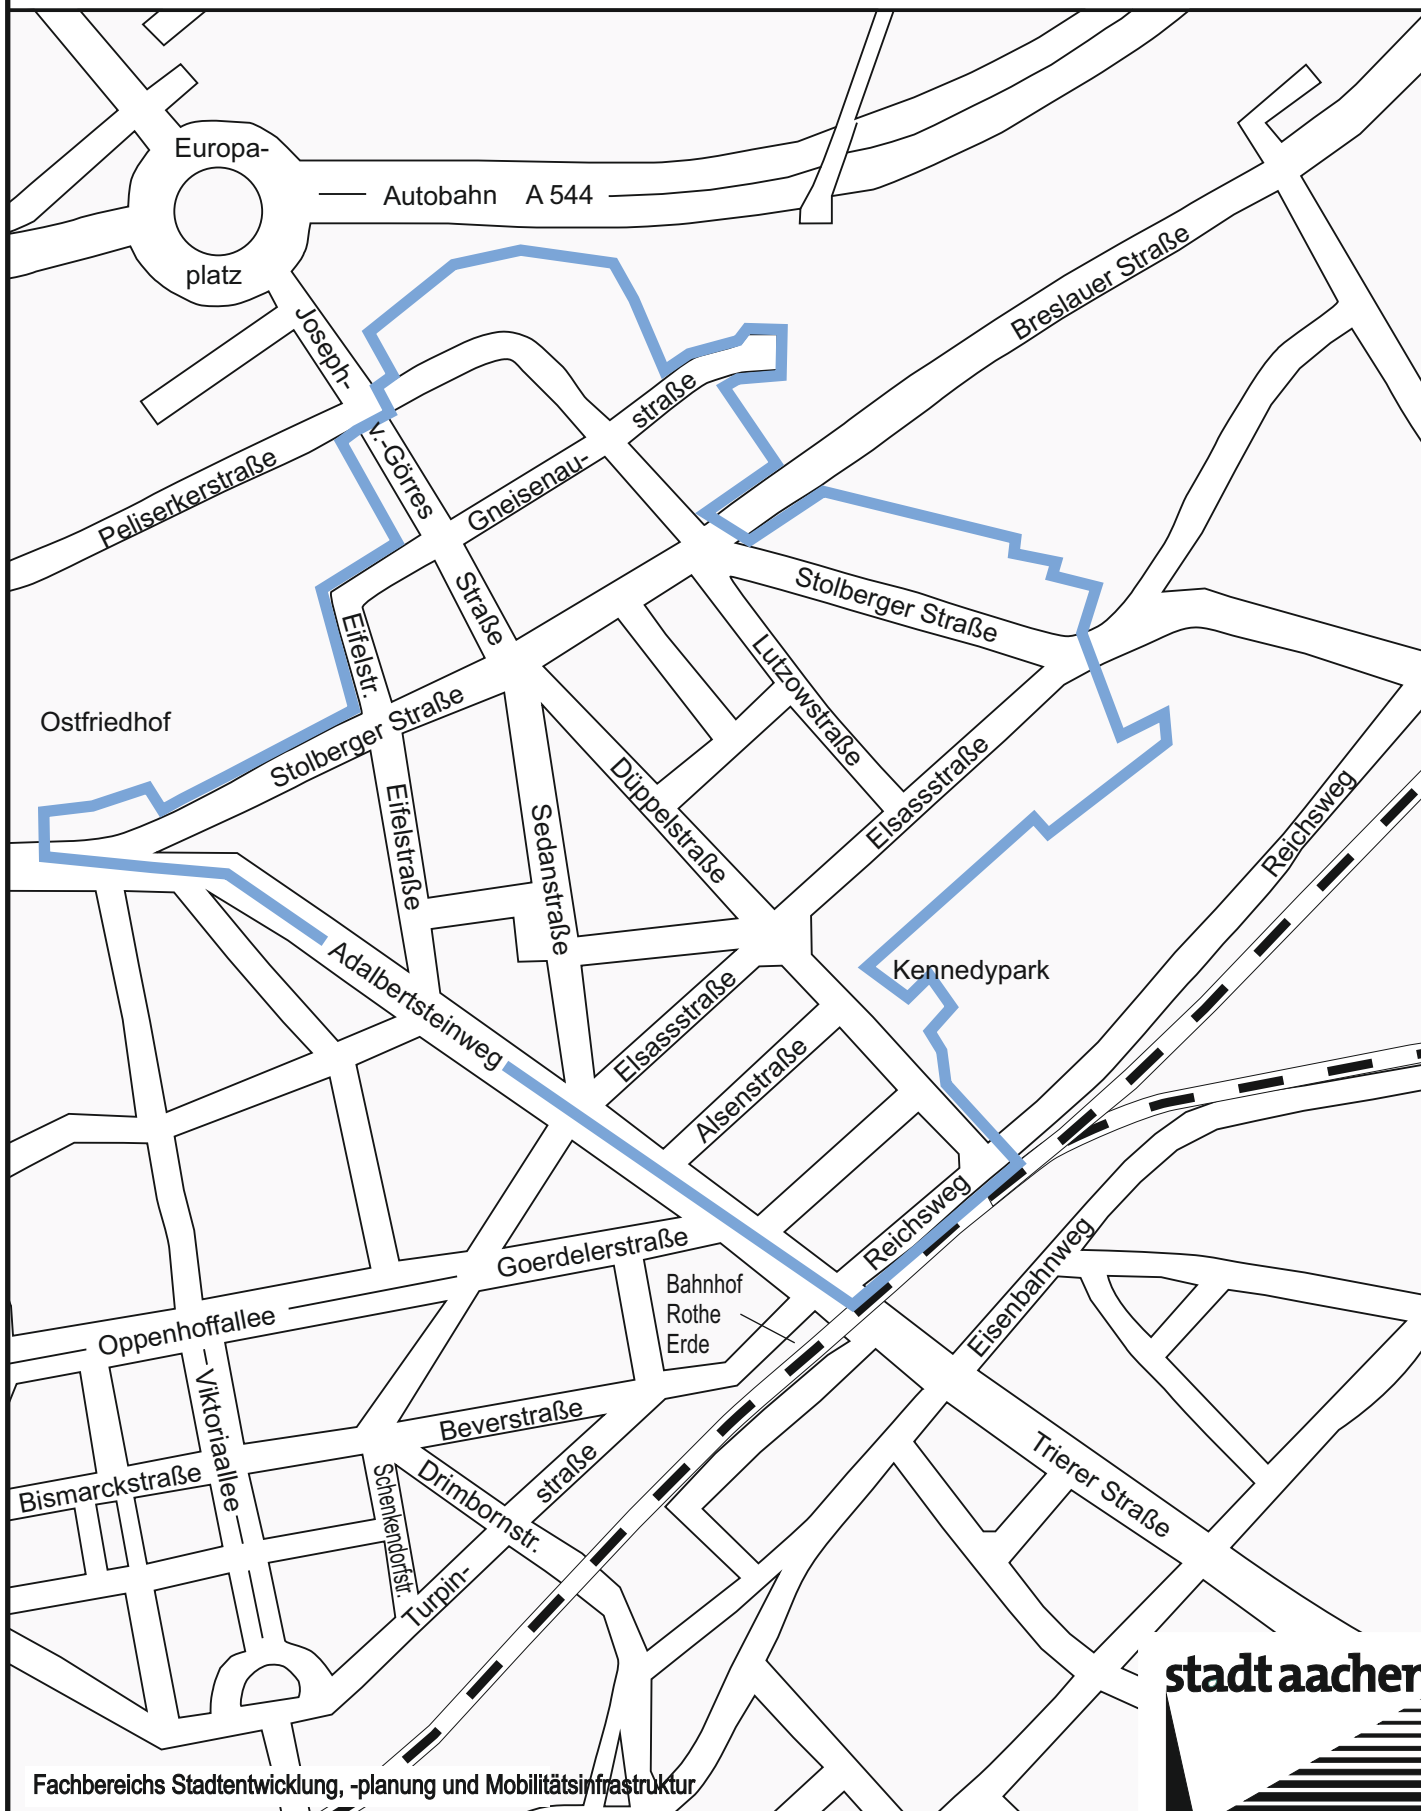 Europa-
platz
Autobahn A 544
Joseph-
v.-Görres
Straße
Breslauer Straße
Peliserkerstraße
Gneisenau-
straße
Eifelstr.
Stolberger Straße
Lutzowstraße
Ostfriedhof
Stolberger Straße
Düppelstraße
Elsassstraße
Eifelstraße
Sedanstraße
Reichsweg
Adalbertsteinweg
Kennedypark
Elsassstraße
Alsenstraße
Reichsweg
Goerdelerstraße
Bahnhof
Rothe
Erde
Eisenbahnweg
Oppenhoffallee
Viktoriaallee
Beverstraße
Bismarckstraße
Schenkendorfstr.
Drimbornstr.
Turpin-
straße
Trierer Straße
stadt aachen
Fachbereichs Stadtentwicklung, -planung und Mobilitätsinfrastruktur